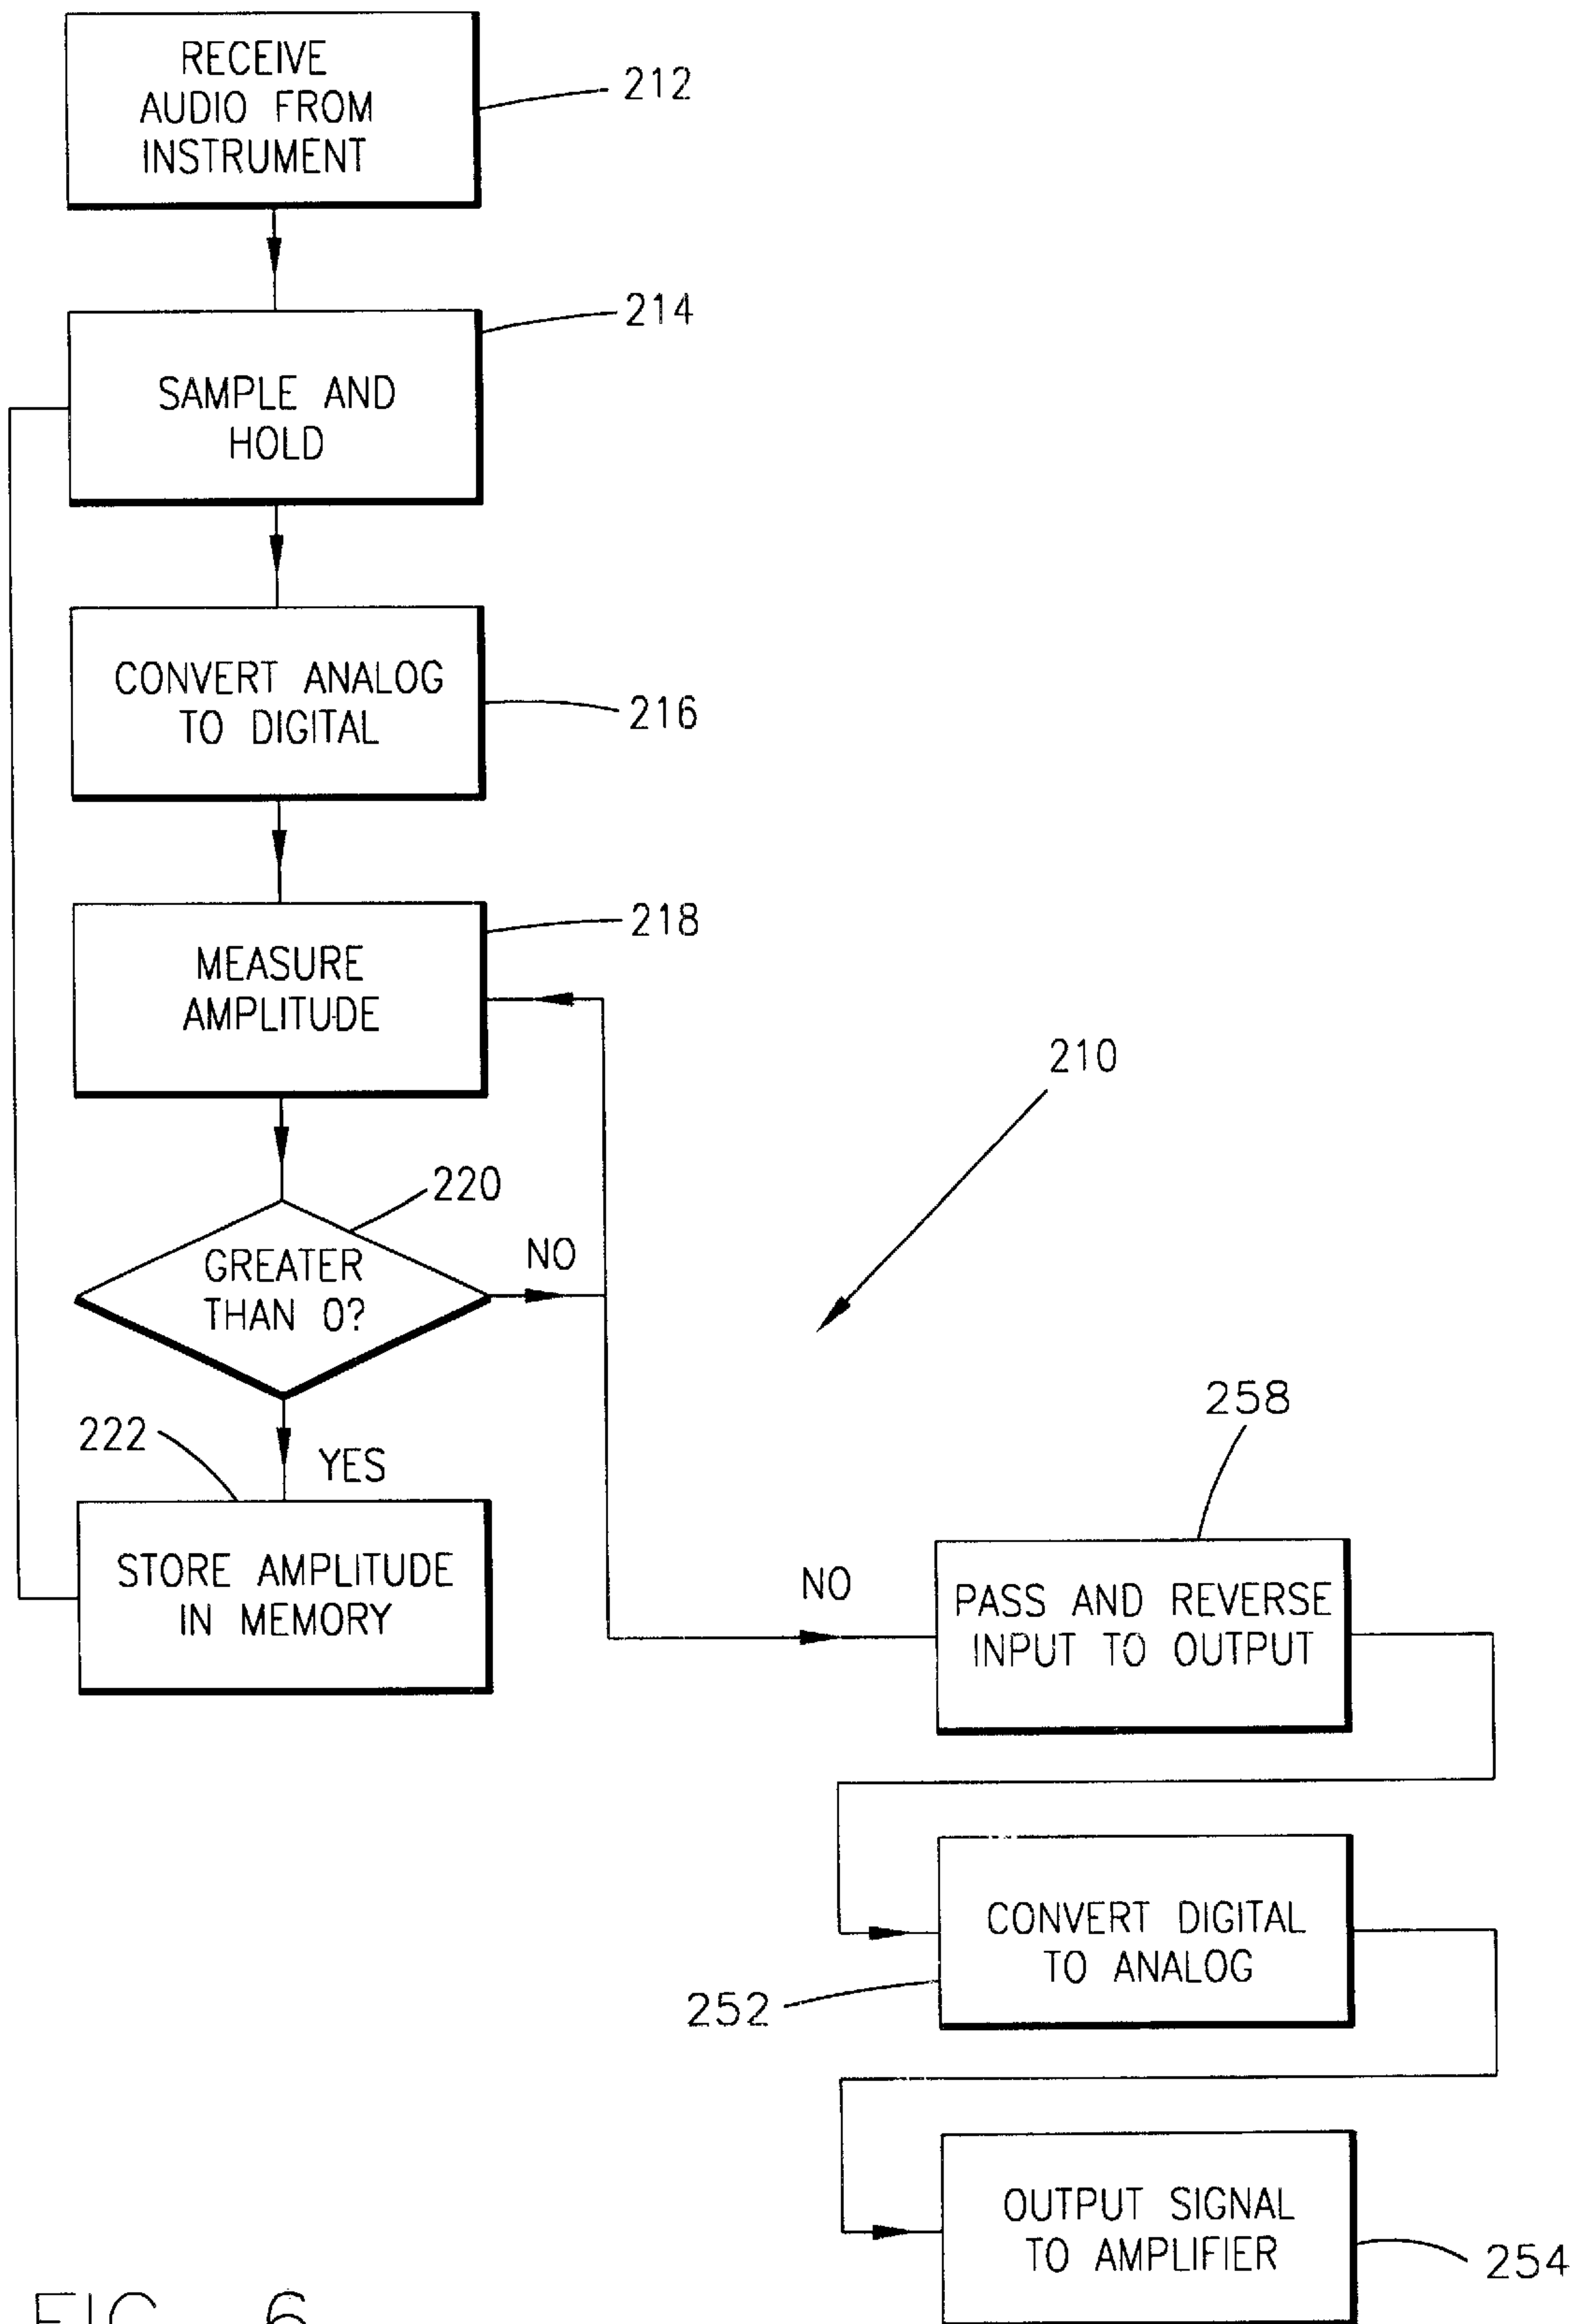 RECEIVE
AUDIO FROM
INSTRUMENT
212
214
SAMPLE AND
HOLD
CONVERT ANALOG
TO DIGITAL
216
218
MEASURE
AMPLITUDE
210
220
GREATER
THAN 0?
NO
222
YES
STORE AMPLITUDE
IN MEMORY
258
NO
PASS AND REVERSE
INPUT TO OUTPUT
CONVERT DIGITAL
TO ANALOG
252
OUTPUT SIGNAL
TO AMPLIFIER
254
FIG. 6